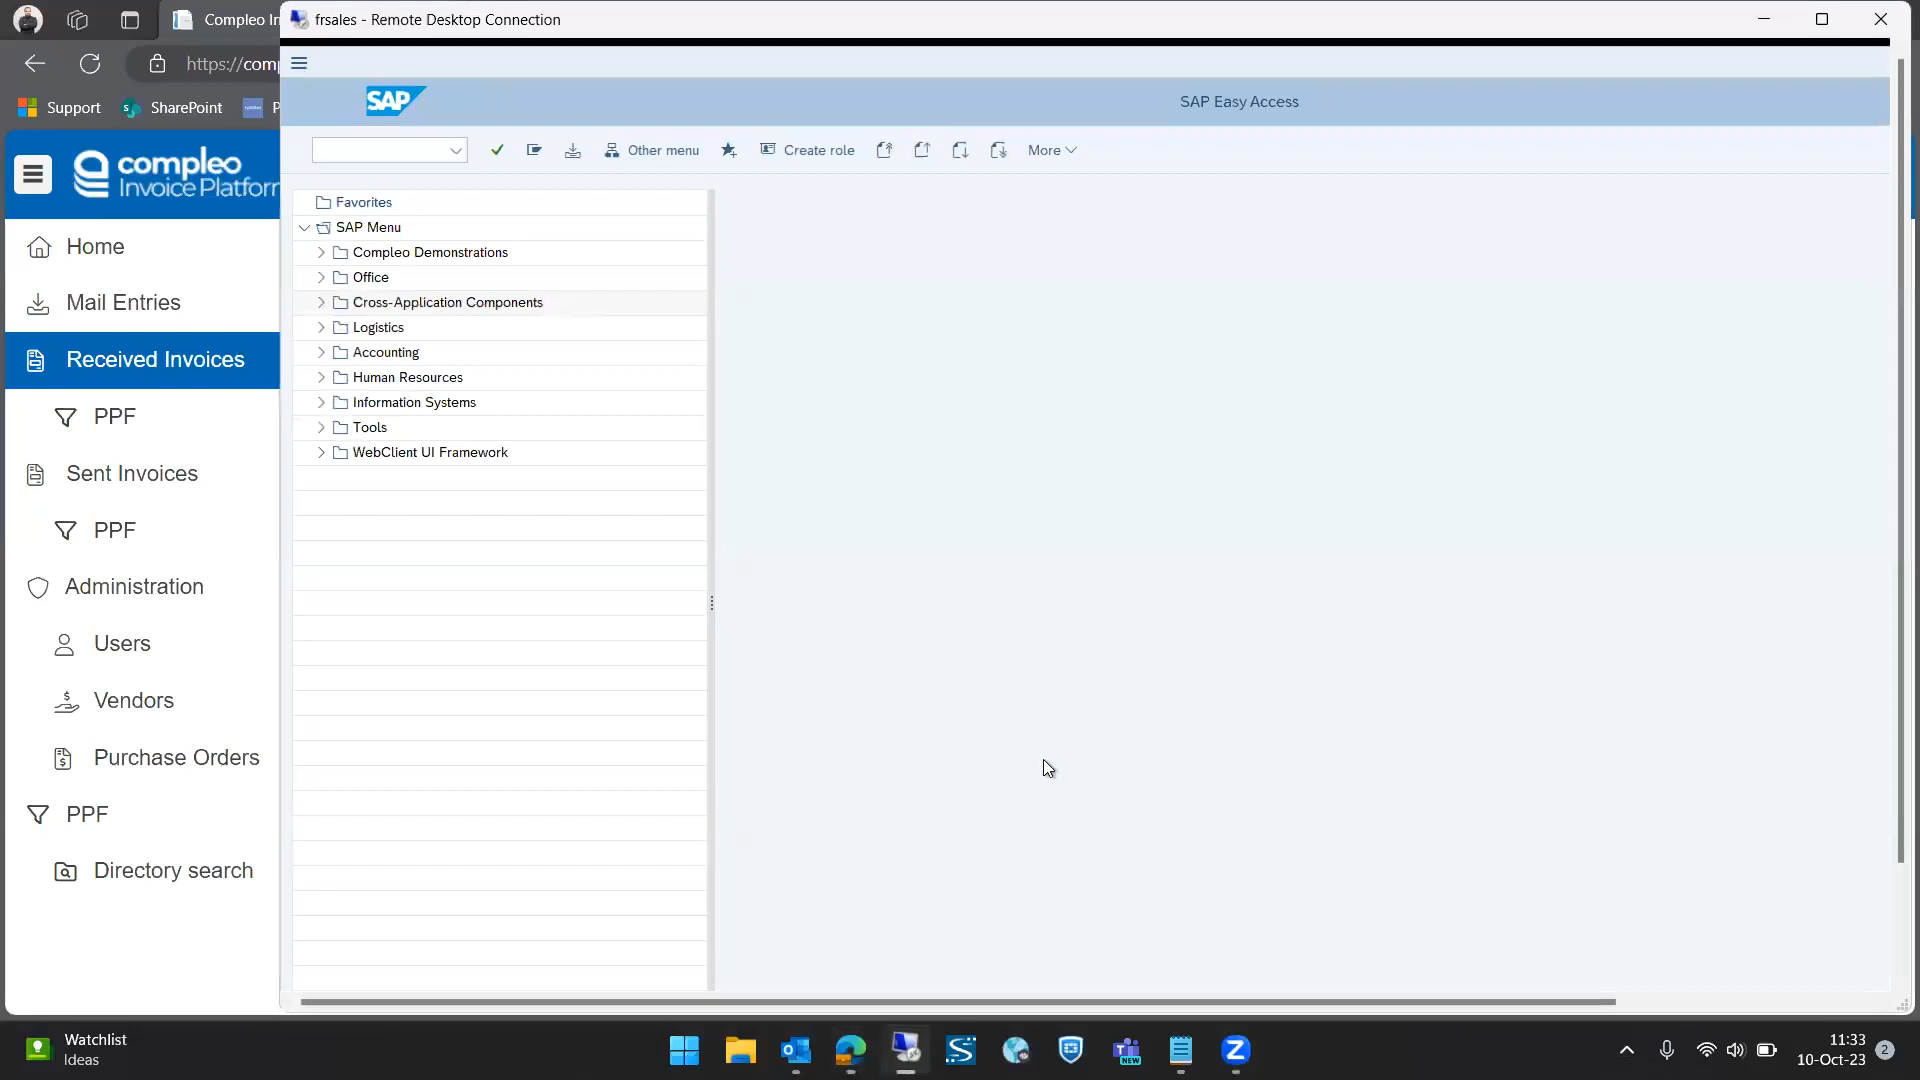 Compleo In
frsales - Remote Desktop Connection
https://comp
Support
SharePoint
P
SAP
SAP Easy Access
Other menu
Create role
More
compleo
Invoice Platform
Home
Mail Entries
Received Invoices
PPF
Sent Invoices
PPF
Administration
Users
Vendors
Purchase Orders
PPF
Directory search
Favorites
SAP Menu
Compleo Demonstrations
Office
Cross-Application Components
Logistics
Accounting
Human Resources
Information Systems
Tools
WebClient UI Framework
Watchlist
Ideas
NEW
11:33
10-Oct-23
2